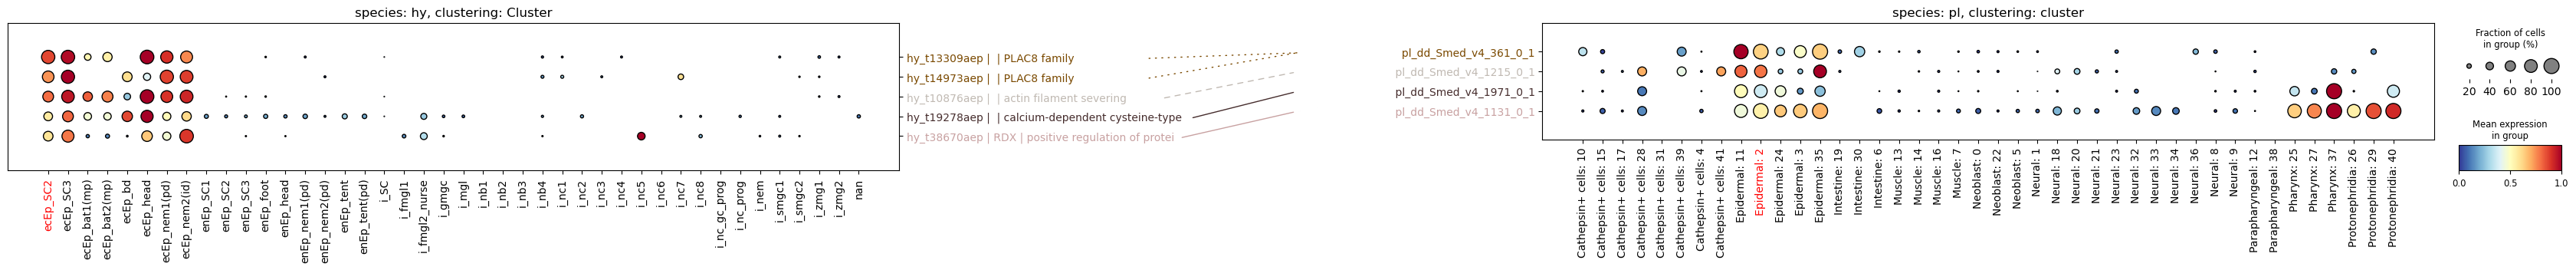 species: hy, clustering: Cluster
hy_t13309aep | | PLAC8 family
hy_t14973aep | | PLAC8 family
hy_t10876aep | | actin filament severing
hy_t19278aep | | calcium-dependent cysteine-type
hy_t38670aep | RDX | positive regulation of protei
ecEp_SC2
ecEp_SC3
ecEp_bat1(mp)
ecEp_bat2(mp)
ecEp_bd
ecEp_head
ecEp_nem1(pd)
ecEp_nem2(id)
enEp_SC1
enEp_SC2
enEp_SC3
enEp_foot
enEp_head
enEp_nem1(pd)
enEp_nem2(pd)
enEp_tent
enEp_tent(pd)
i_SC
i_fmgl1
i_fmgl2_nurse
i_gmgc
i_mgl
i_nb1
i_nb2
i_nb3
i_nb4
i_nc1
i_nc2
i_nc3
i_nc4
i_nc5
i_nc6
i_nc7
i_nc8
i_nc_gc_prog
i_nc_prog
i_nem
i_smgc1
i_smgc2
i_zmg1
i_zmg2
nan
species: pl, clustering: cluster
pl_dd_Smed_v4_361_0_1
pl_dd_Smed_v4_1215_0_1
pl_dd_Smed_v4_1971_0_1
pl_dd_Smed_v4_1131_0_1
Cathepsin+ cells: 10
Cathepsin+ cells: 15
Cathepsin+ cells: 17
Cathepsin+ cells: 28
Cathepsin+ cells: 31
Cathepsin+ cells: 39
Cathepsin+ cells: 4
Cathepsin+ cells: 41
Epidermal: 11
Epidermal: 2
Epidermal: 24
Epidermal: 3
Epidermal: 35
Intestine: 19
Intestine: 30
Intestine: 6
Muscle: 13
Muscle: 14
Muscle: 16
Muscle: 7
Neoblast: 0
Neoblast: 22
Neoblast: 5
Neural: 1
Neural: 18
Neural: 20
Neural: 21
Neural: 23
Neural: 32
Neural: 33
Neural: 34
Neural: 36
Neural: 8
Neural: 9
Parapharyngeal: 12
Parapharyngeal: 38
Pharynx: 25
Pharynx: 27
Pharynx: 37
Protonephridia: 26
Protonephridia: 29
Protonephridia: 40
Fraction of cells
in group (%)
20 40 60 80 100
Mean expression
in group
0.0 0.5 1.0